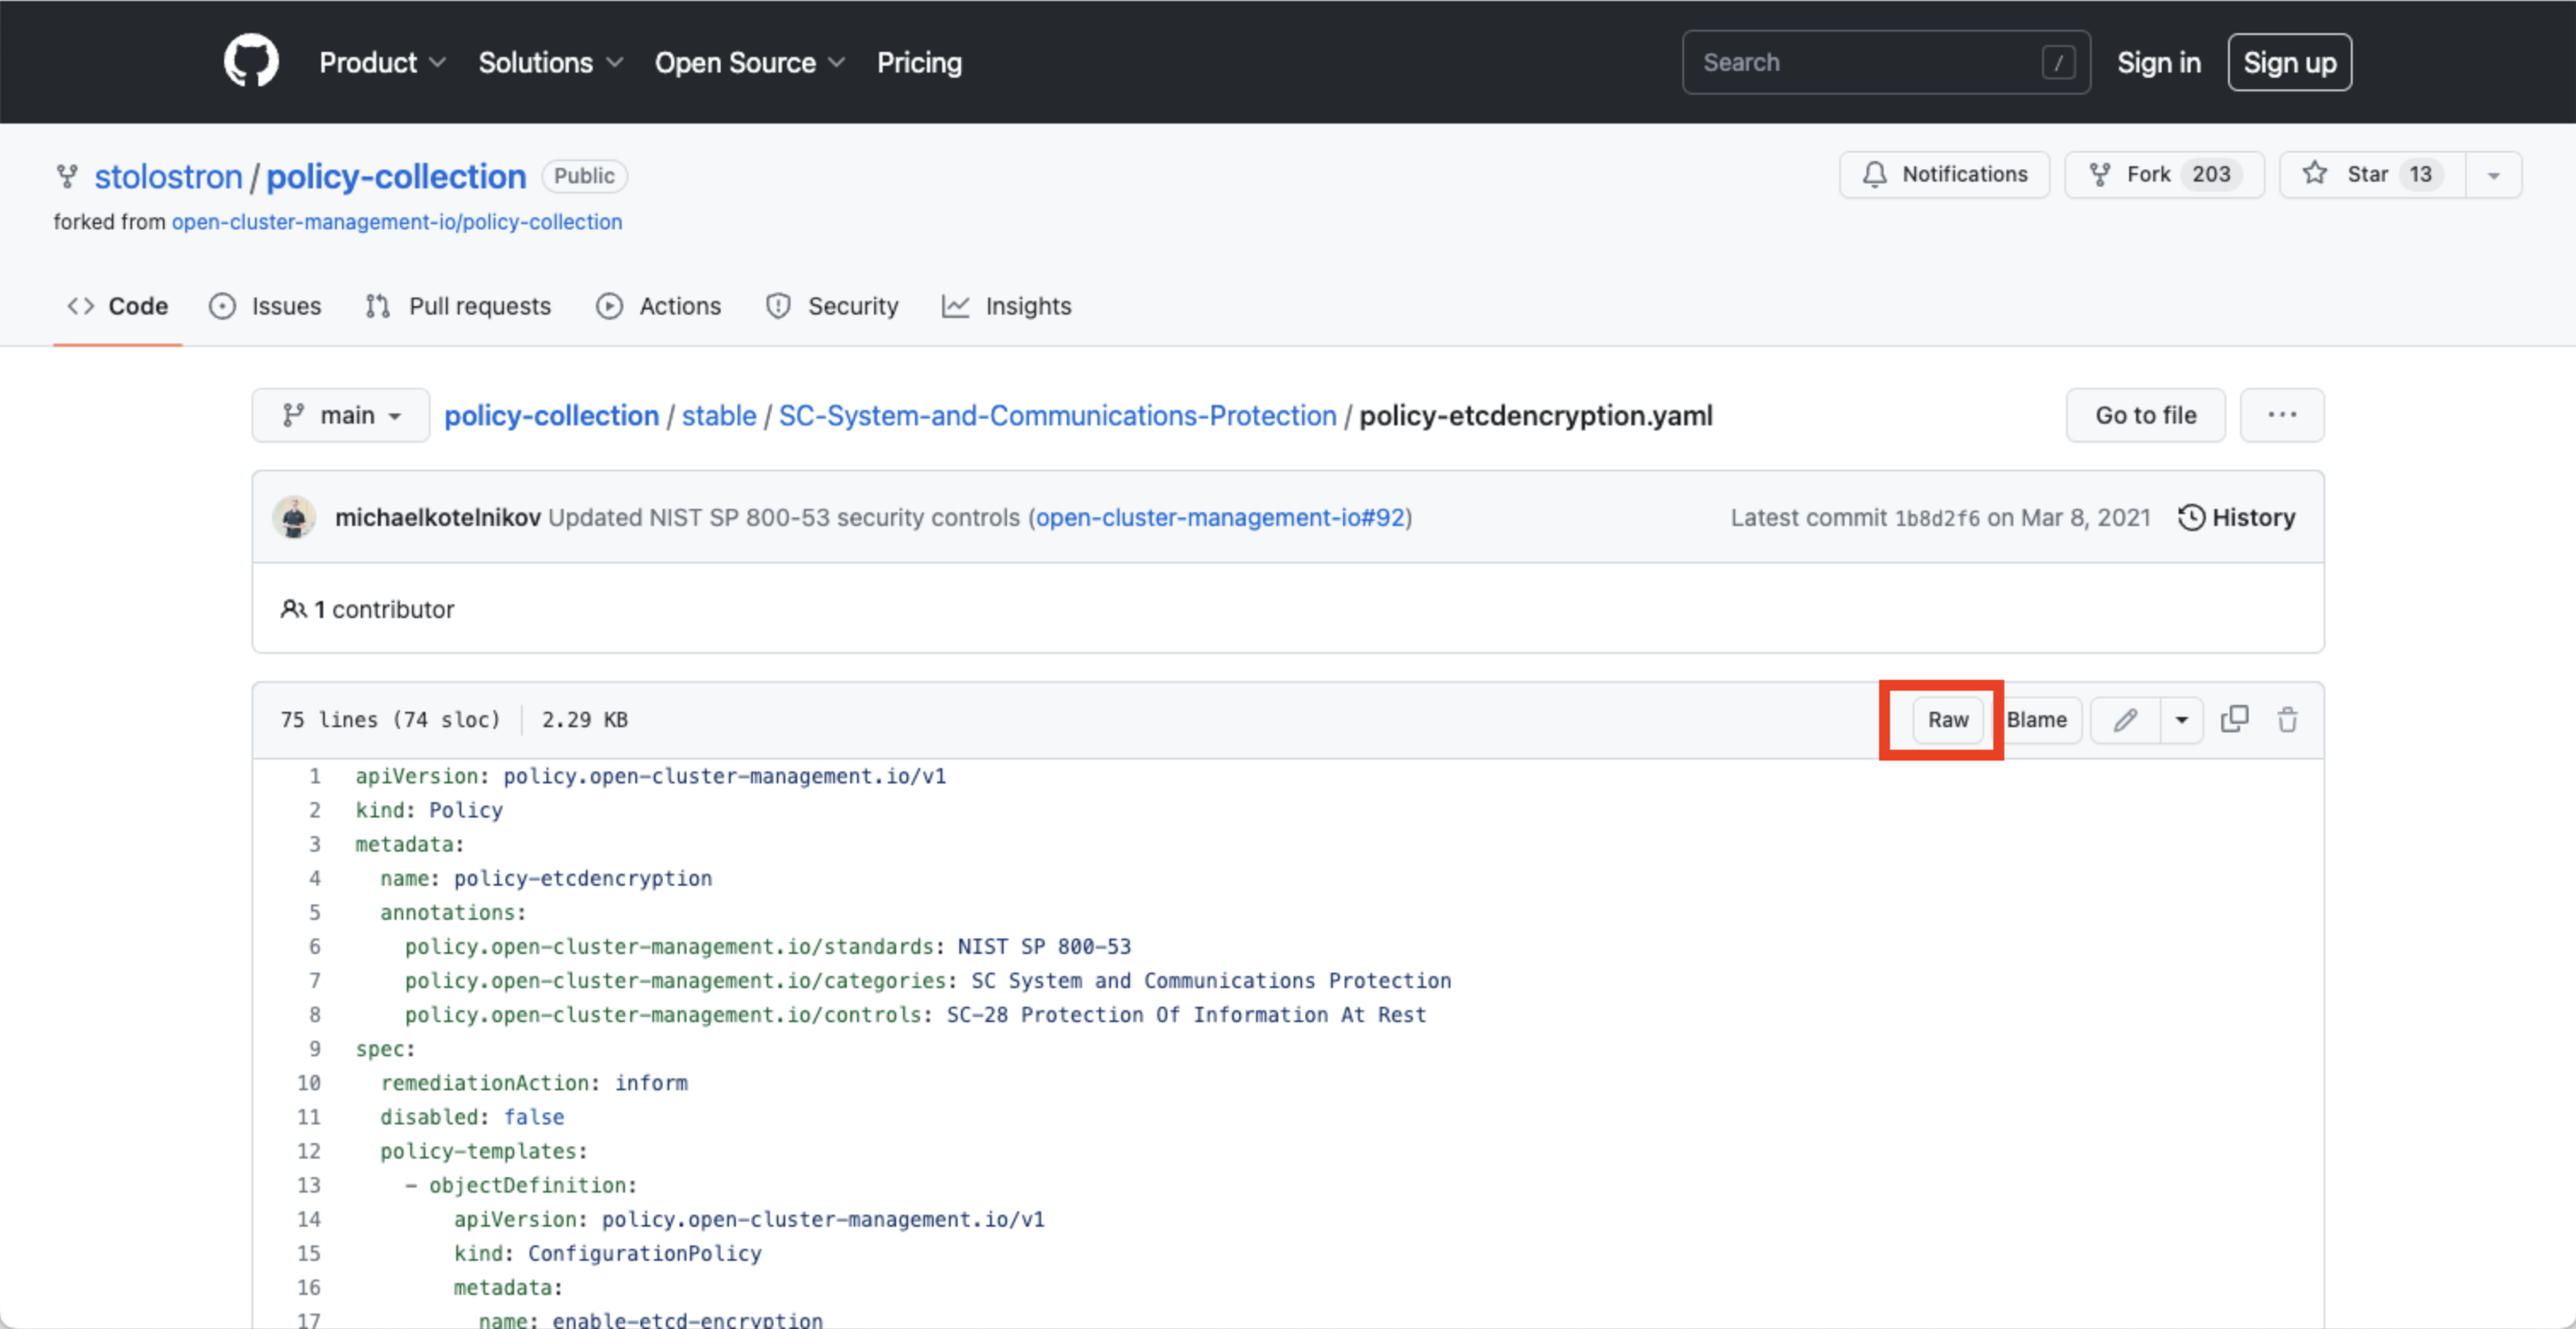 Product Solutions Open Source Pricing Search / Sign in Sign up
stolostron / policy-collection Public Notifications Fork 203 Star 13
forked from open-cluster-management-io/policy-collection
Code Issues Pull requests Actions Security Insights
main policy-collection / stable / SC-System-and-Communications-Protection / policy-etcdencryption.yaml Go to file ...
michaelkotelnikov Updated NIST SP 800-53 security controls (open-cluster-management-io#92) Latest commit 1b8d2f6 on Mar 8, 2021 History
1 contributor
75 lines (74 sloc) 2.29 KB Raw Blame
1 apiVersion: policy.open-cluster-management.io/v1
2 kind: Policy
3 metadata:
4 name: policy-etcdencryption
5 annotations:
6 policy.open-cluster-management.io/standards: NIST SP 800-53
7 policy.open-cluster-management.io/categories: SC System and Communications Protection
8 policy.open-cluster-management.io/controls: SC-28 Protection Of Information At Rest
9 spec:
10 remediationAction: inform
11 disabled: false
12 policy-templates:
13 - objectDefinition:
14 apiVersion: policy.open-cluster-management.io/v1
15 kind: ConfigurationPolicy
16 metadata:
17 name: enable-etcd-encryption